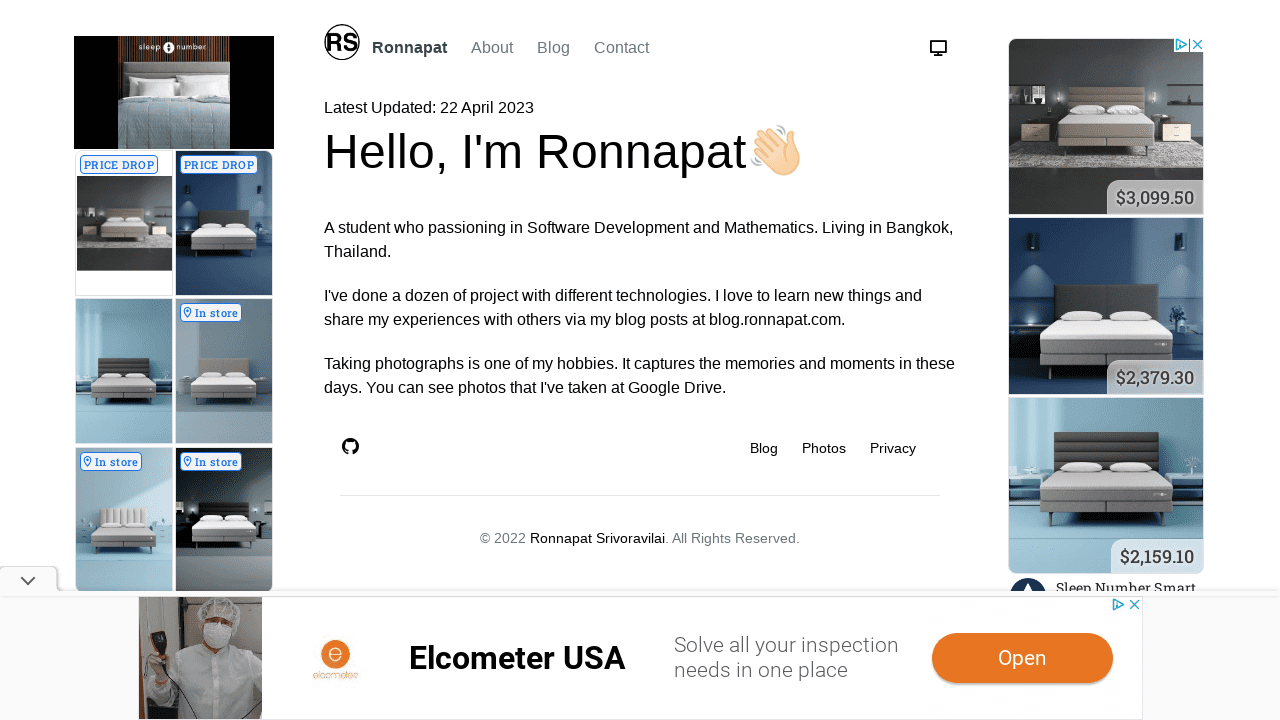 RS Ronnapat About Blog Contact
Latest Updated: 22 April 2023
Hello, I'm Ronnapat👋🏻
A student who passioning in Software Development and Mathematics. Living in Bangkok,
Thailand.
I've done a dozen of project with different technologies. I love to learn new things and
share my experiences with others via my blog posts at blog.ronnapat.com.
Taking photographs is one of my hobbies. It captures the memories and moments in these
days. You can see photos that I've taken at Google Drive.
Blog Photos Privacy
© 2022 Ronnapat Srivoravilai. All Rights Reserved.
sleep number
PRICE DROP
PRICE DROP
In store
In store
In store
$3,099.50
$2,379.30
$2,159.10
Sleep Number Smart
elcometer
Elcometer USA
Solve all your inspection
needs in one place
Open